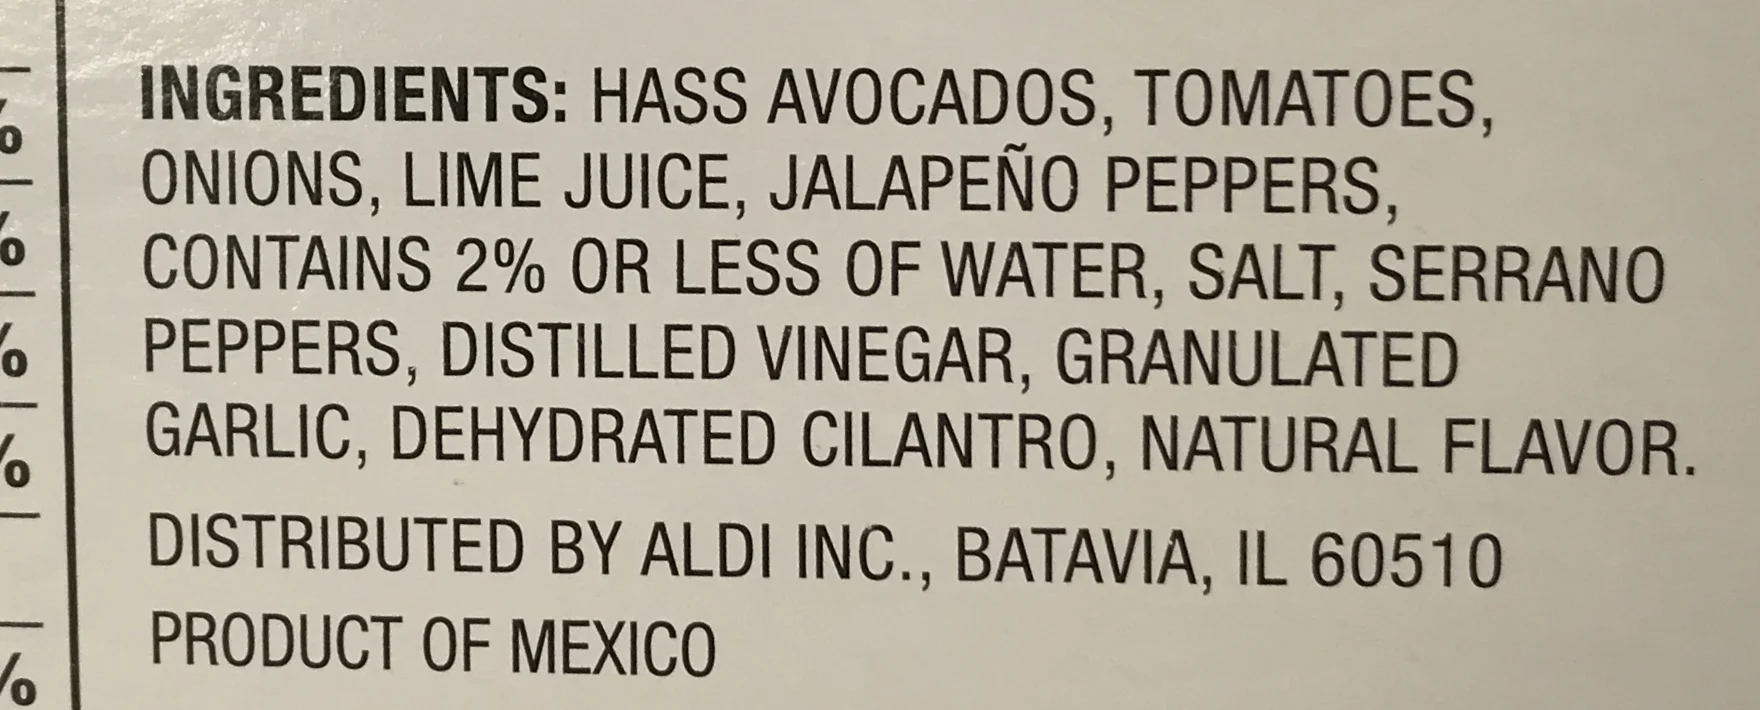 INGREDIENTS: HASS AVOCADOS, TOMATOES,
ONIONS, LIME JUICE, JALAPEÑO PEPPERS,
CONTAINS 2% OR LESS OF WATER, SALT, SERRANO
PEPPERS, DISTILLED VINEGAR, GRANULATED
GARLIC, DEHYDRATED CILANTRO, NATURAL FLAVOR.
DISTRIBUTED BY ALDI INC., BATAVIA, IL 60510
PRODUCT OF MEXICO
%
%
%
%
%